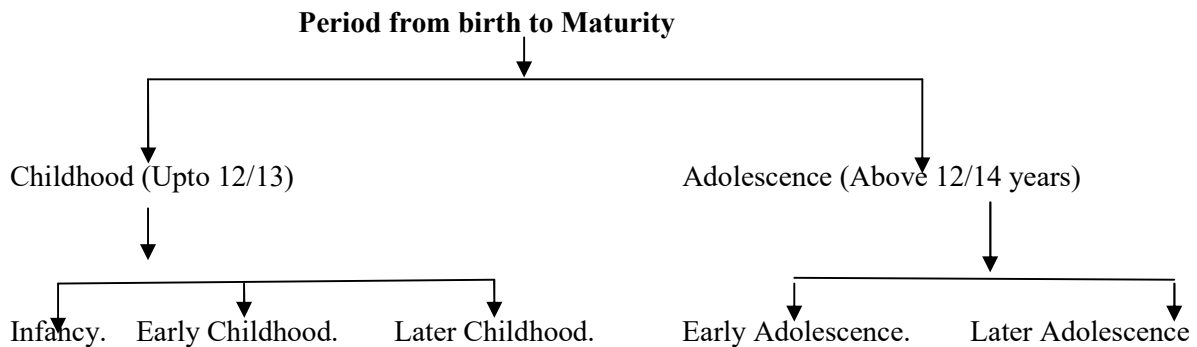 Period from birth to Maturity
Childhood (Upto 12/13) Adolescence (Above 12/14 years)
Infancy. Early Childhood. Later Childhood. Early Adolescence. Later Adolescence